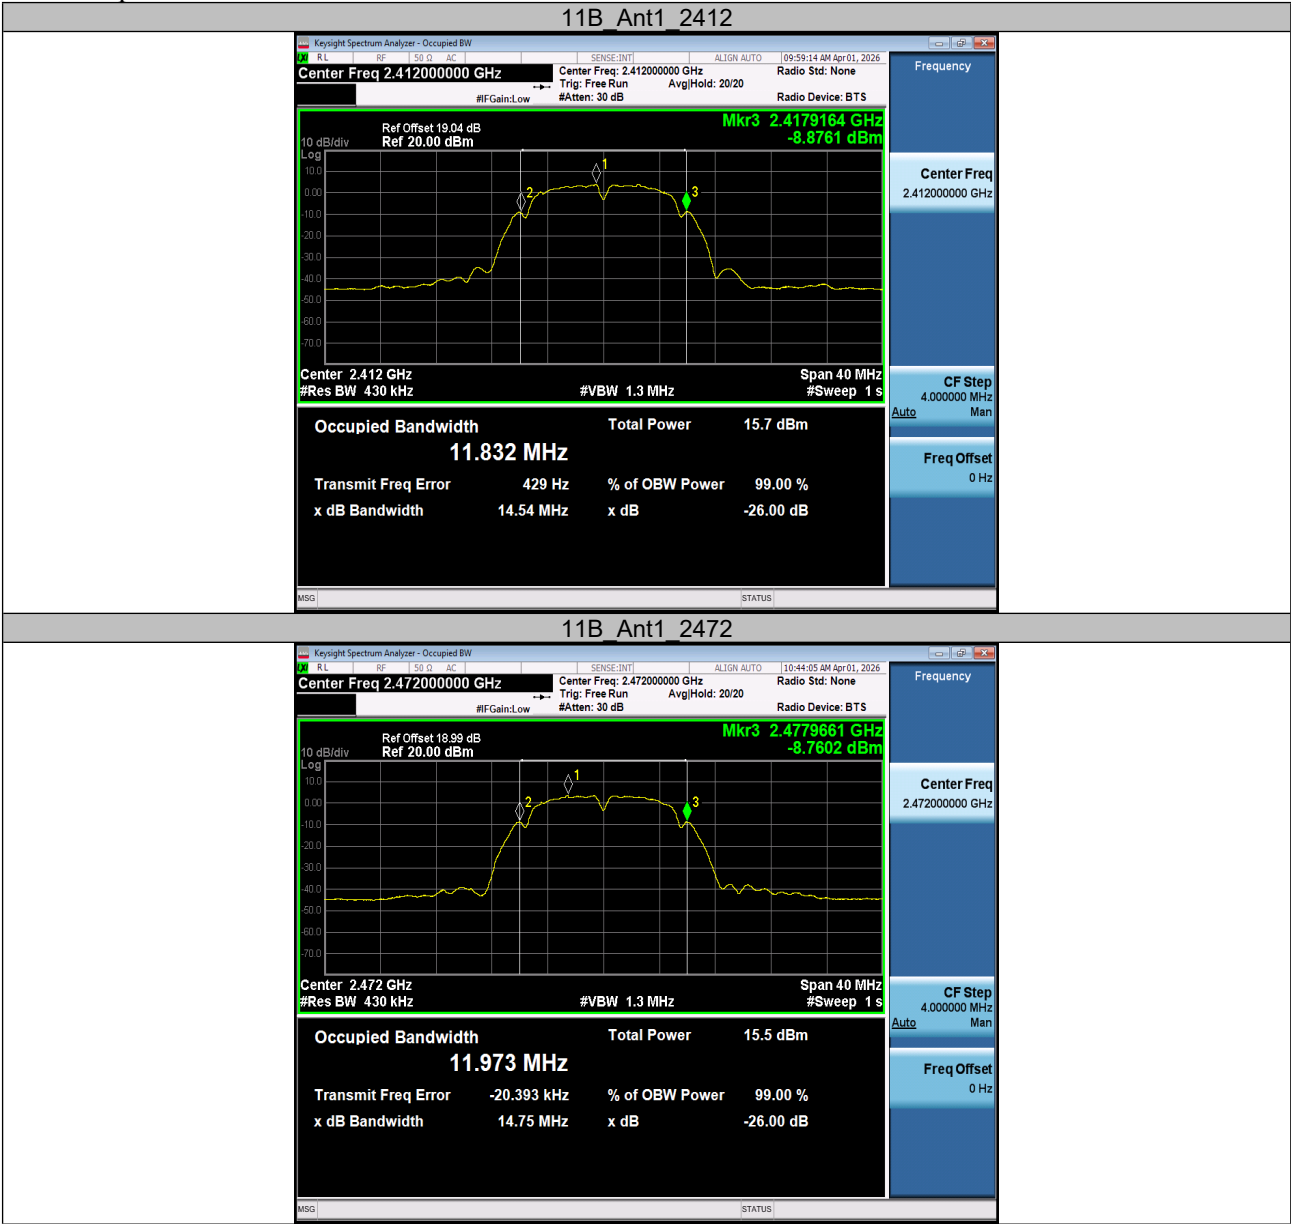 11B_Ant1_2412
Keysight Spectrum Analyzer - Occupied BW
LXI RL RF 50 Ω AC SENSE:INT ALIGN AUTO 09:59:14 AM Apr 01, 2026
Center Freq 2.412000000 GHz
Center Freq: 2.412000000 GHz Radio Std: None
Trig: Free Run Avg|Hold: 20/20
#IFGain:Low #Atten: 30 dB Radio Device: BTS
Frequency
Mkr3 2.4179164 GHz
-8.8761 dBm
Ref Offset 19.04 dB
10 dB/div Ref 20.00 dBm
Log
10.0
0.00
-10.0
-20.0
-30.0
-40.0
-50.0
-60.0
-70.0
1
2
3
Center 2.412 GHz Span 40 MHz
#Res BW 430 kHz #VBW 1.3 MHz #Sweep 1 s
Center Freq
2.412000000 GHz
CF Step
4.000000 MHz
Auto Man
Freq Offset
0 Hz
Occupied Bandwidth Total Power 15.7 dBm
11.832 MHz
Transmit Freq Error 429 Hz % of OBW Power 99.00 %
x dB Bandwidth 14.54 MHz x dB -26.00 dB
MSG STATUS
11B_Ant1_2472
Keysight Spectrum Analyzer - Occupied BW
LXI RL RF 50 Ω AC SENSE:INT ALIGN AUTO 10:44:05 AM Apr 01, 2026
Center Freq 2.472000000 GHz
Center Freq: 2.472000000 GHz Radio Std: None
Trig: Free Run Avg|Hold: 20/20
#IFGain:Low #Atten: 30 dB Radio Device: BTS
Frequency
Mkr3 2.4779661 GHz
-8.7602 dBm
Ref Offset 18.99 dB
10 dB/div Ref 20.00 dBm
Log
10.0
0.00
-10.0
-20.0
-30.0
-40.0
-50.0
-60.0
-70.0
1
2
3
Center 2.472 GHz Span 40 MHz
#Res BW 430 kHz #VBW 1.3 MHz #Sweep 1 s
Center Freq
2.472000000 GHz
CF Step
4.000000 MHz
Auto Man
Freq Offset
0 Hz
Occupied Bandwidth Total Power 15.5 dBm
11.973 MHz
Transmit Freq Error -20.393 kHz % of OBW Power 99.00 %
x dB Bandwidth 14.75 MHz x dB -26.00 dB
MSG STATUS